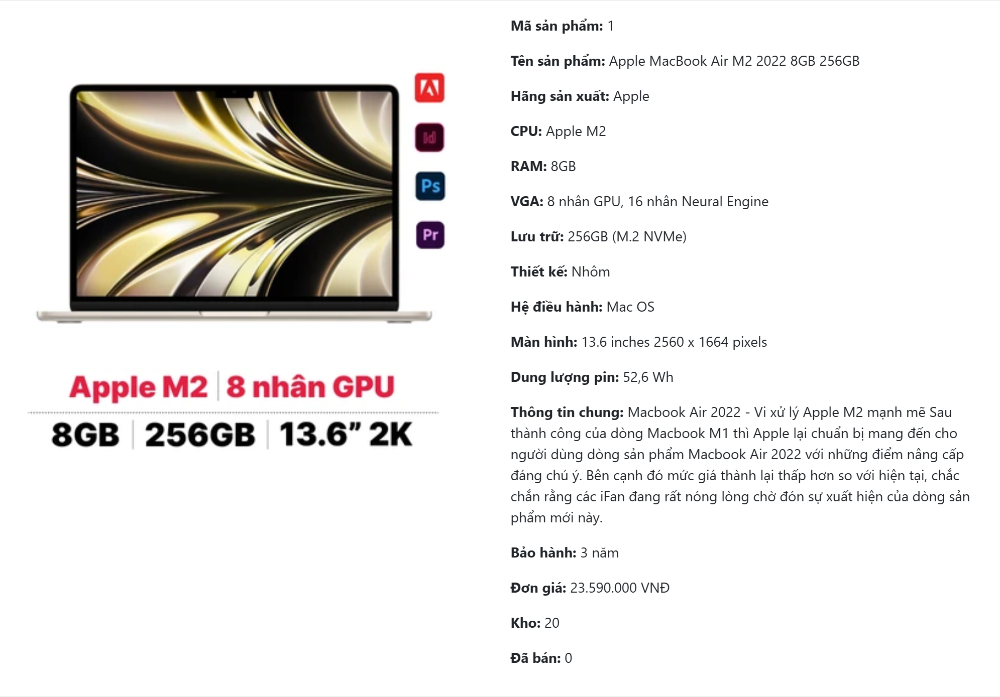 Mã sản phẩm: 1
Tên sản phẩm: Apple MacBook Air M2 2022 8GB 256GB
Hãng sản xuất: Apple
CPU: Apple M2
RAM: 8GB
VGA: 8 nhân GPU, 16 nhân Neural Engine
Lưu trữ: 256GB (M.2 NVMe)
Thiết kế: Nhôm
Hệ điều hành: Mac OS
Màn hình: 13.6 inches 2560 x 1664 pixels
Dung lượng pin: 52,6 Wh
Thông tin chung: Macbook Air 2022 - Vi xử lý Apple M2 mạnh mẽ Sau
thành công của dòng Macbook M1 thì Apple lại chuẩn bị mang đến cho
người dùng dòng sản phẩm Macbook Air 2022 với những điểm nâng cấp
đáng chú ý. Bên cạnh đó mức giá thành lại thấp hơn so với hiện tại, chắc
chắn rằng các iFan đang rất nóng lòng chờ đón sự xuất hiện của dòng sản
phẩm mới này.
Bảo hành: 3 năm
Đơn giá: 23.590.000 VNĐ
Kho: 20
Đã bán: 0
Id
Ps
Pr
Apple M2 | 8 nhân GPU
8GB | 256GB | 13.6” 2K